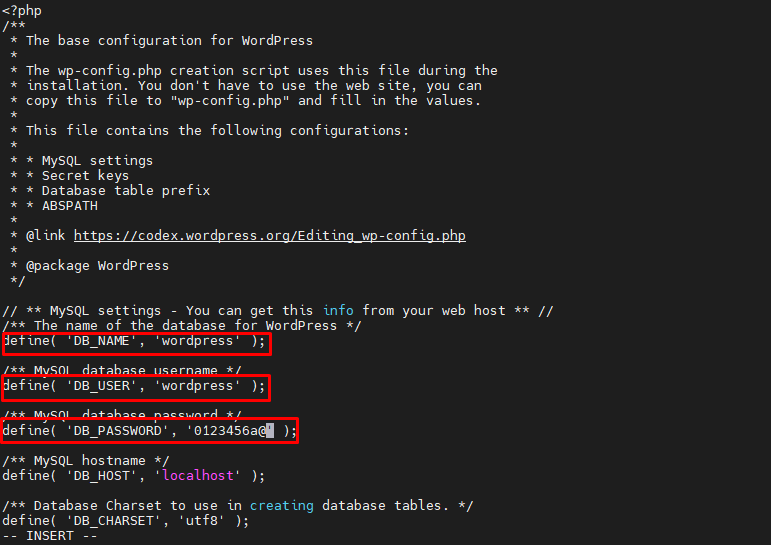 <?php
/**
 * The base configuration for WordPress
 *
 * The wp-config.php creation script uses this file during the
 * installation. You don't have to use the web site, you can
 * copy this file to "wp-config.php" and fill in the values.
 *
 * This file contains the following configurations:
 *
 * * MySQL settings
 * * Secret keys
 * * Database table prefix
 * * ABSPATH
 *
 * @link https://codex.wordpress.org/Editing_wp-config.php
 *
 * @package WordPress
 */

// ** MySQL settings - You can get this info from your web host ** //
/** The name of the database for WordPress */
define( 'DB_NAME', 'wordpress' );

/** MySQL database username */
define( 'DB_USER', 'wordpress' );

/** MySQL database password */
define( 'DB_PASSWORD', '0123456a@' );

/** MySQL hostname */
define( 'DB_HOST', 'localhost' );

/** Database Charset to use in creating database tables. */
define( 'DB_CHARSET', 'utf8' );
-- INSERT --